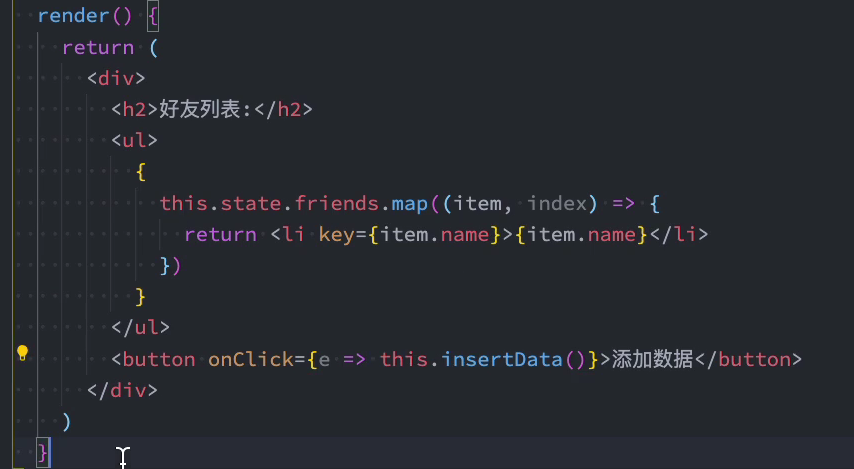 render() {
return (
<div>
<h2>好友列表:</h2>
<ul>
{
this.state.friends.map((item, index) => {
return <li key={item.name}>{item.name}</li>
})
}
</ul>
<button onClick={e => this.insertData()}>添加数据</button>
</div>
)
}